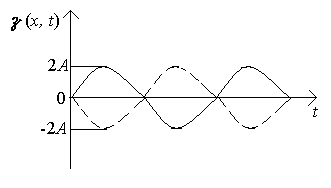 𝓏 (x, t)
2A
0
-2A
t